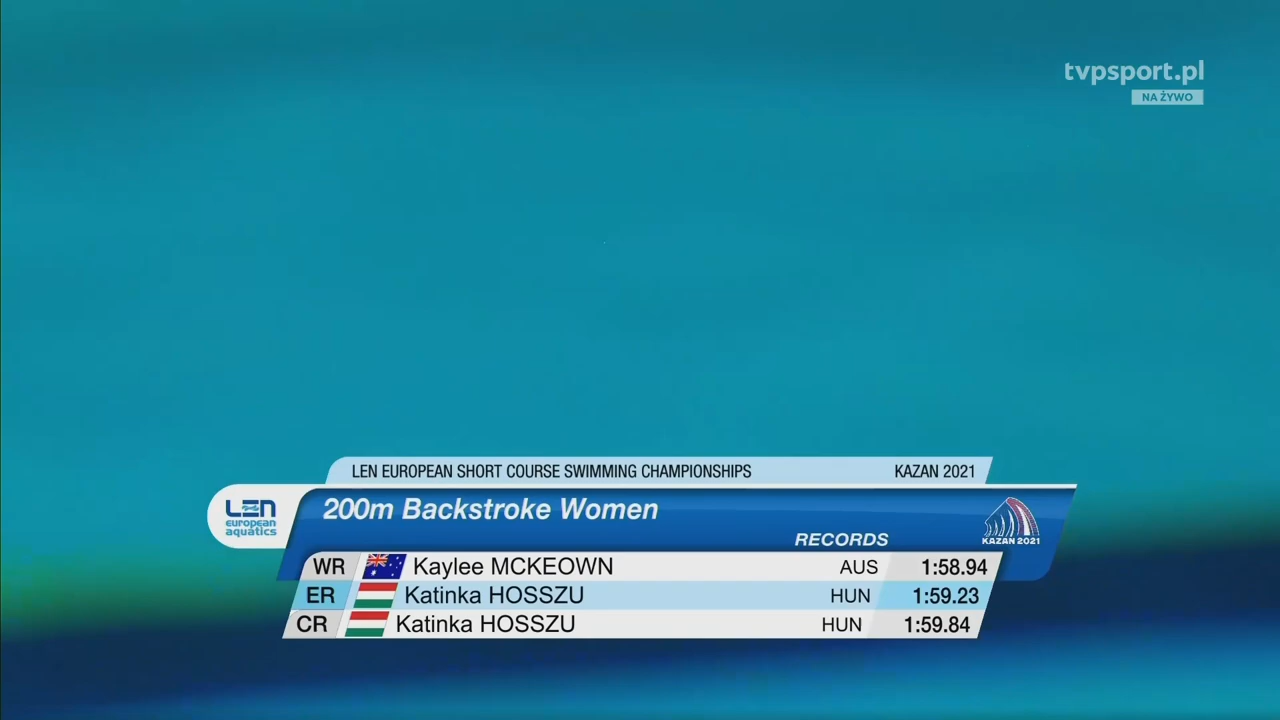 tvpsport.pl
NA ŻYWO
LEN EUROPEAN SHORT COURSE SWIMMING CHAMPIONSHIPS KAZAN 2021
LEN
european
aquatics
200m Backstroke Women
RECORDS
KAZAN 2021
WR Kaylee MCKEOWN AUS 1:58.94
ER Katinka HOSSZU HUN 1:59.23
CR Katinka HOSSZU HUN 1:59.84